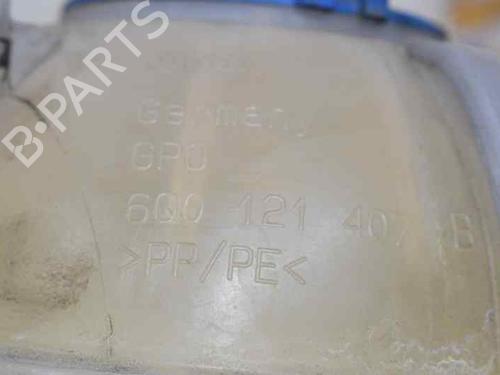 B-PARTS
Germany
GPO
6Q0 121 407 B
>PP/PE<